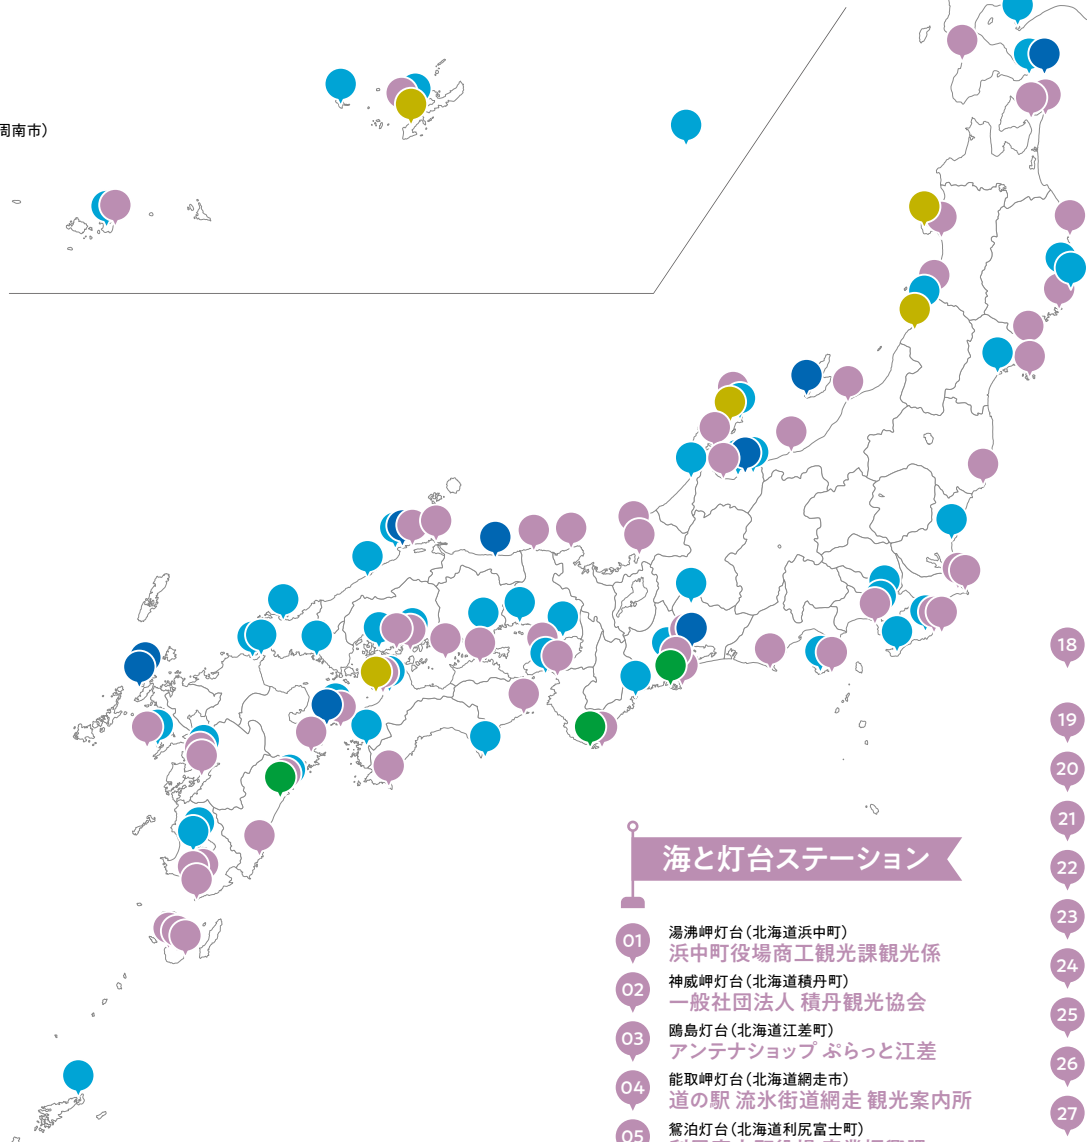 周南市）
海と灯台ステーション
01
湯沸岬灯台（北海道浜中町）
浜中町役場商工観光課観光係
02
神威岬灯台（北海道積丹町）
一般社団法人 積丹観光協会
03
鴎島灯台（北海道江差町）
アンテナショップ ぷらっと江差
04
能取岬灯台（北海道網走市）
道の駅 流氷街道網走 観光案内所
05
鴛泊灯台（北海道利尻富士町）
18
19
20
21
22
23
24
25
26
27